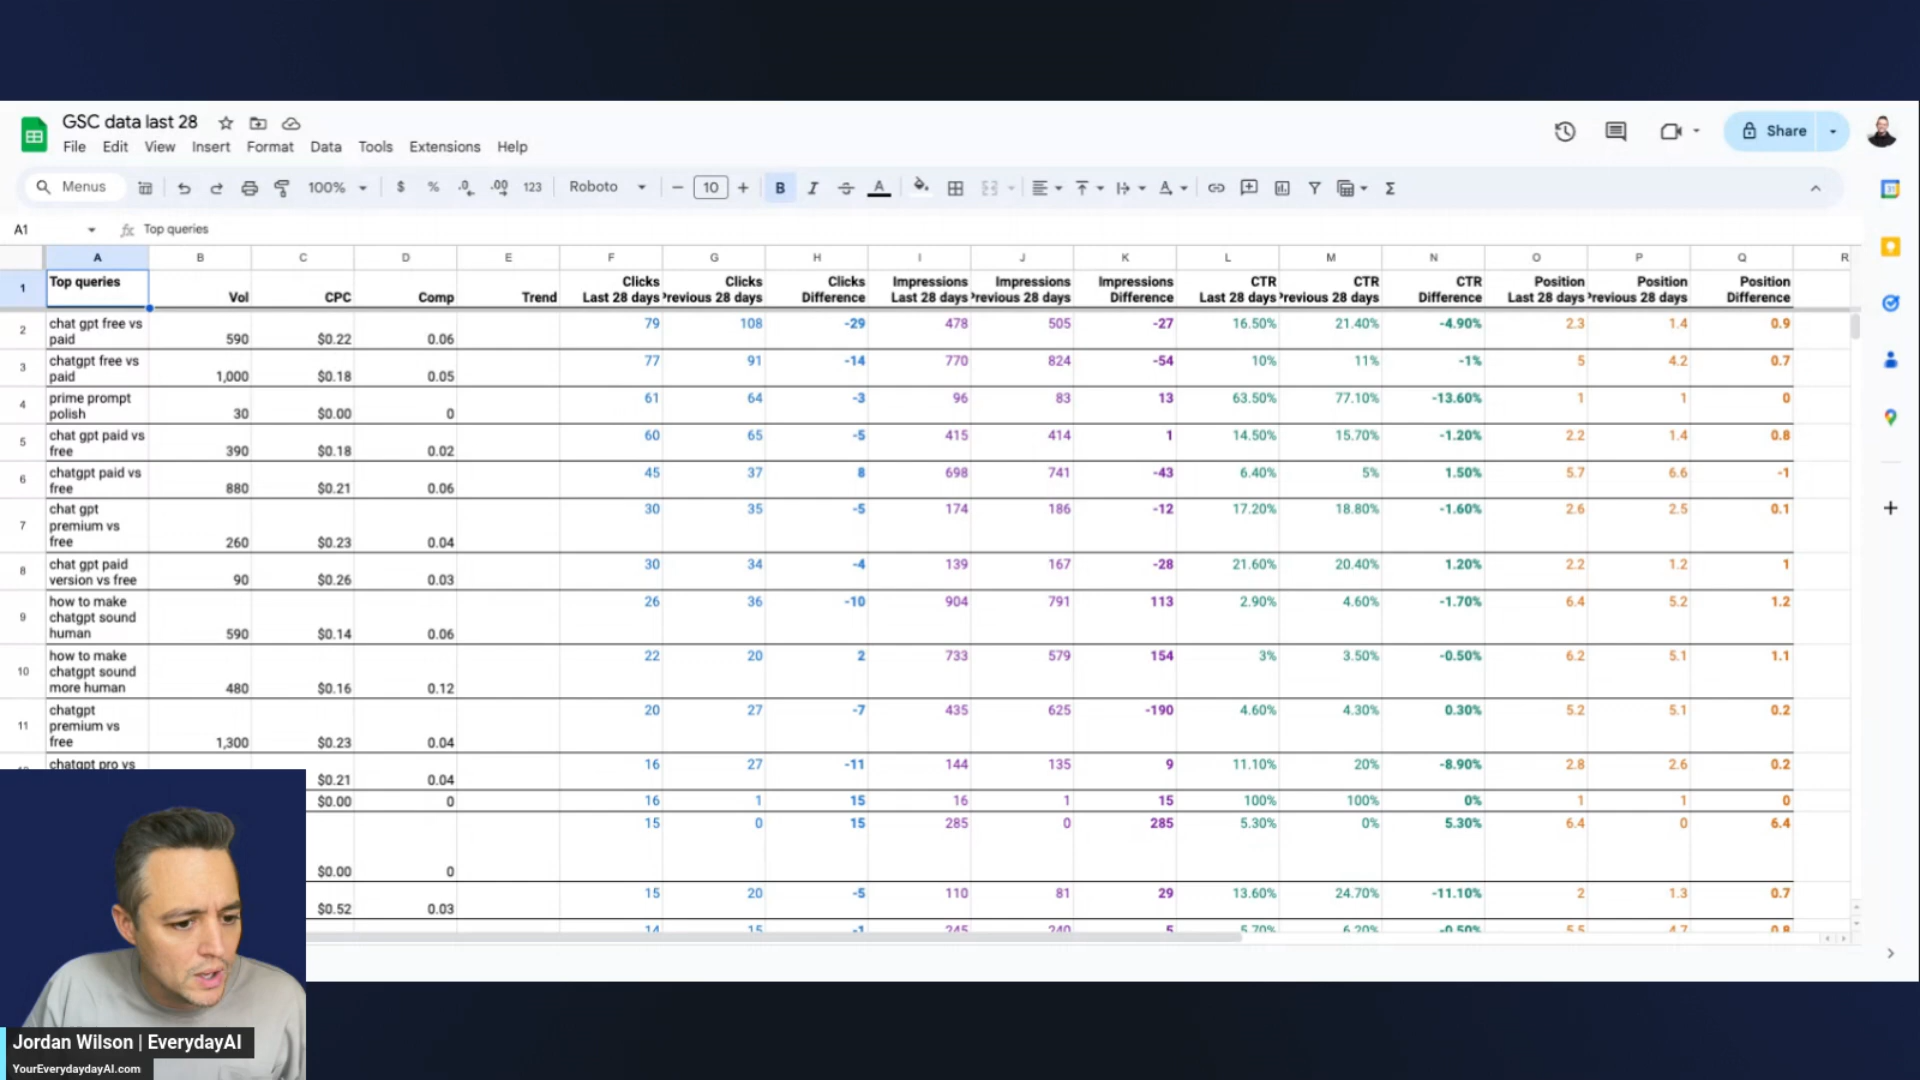 GSC data last 28
File Edit View Insert Format Data Tools Extensions Help
Share
Menus 100% $ % .0 .00 123 Roboto 10 B I A
A1 fx Top queries
A B C D E F G H I J K L M N O P Q R
1 Top queries Vol CPC Comp Trend Clicks Last 28 days Clicks Previous 28 days Clicks Difference Impressions Last 28 days Impressions Previous 28 days Impressions Difference CTR Last 28 days CTR Previous 28 days CTR Difference Position Last 28 days Position Previous 28 days Position Difference
2 chat gpt free vs paid 590 $0.22 0.06 79 108 -29 478 505 -27 16.50% 21.40% -4.90% 2.3 1.4 0.9
3 chatgpt free vs paid 1,000 $0.18 0.05 77 91 -14 770 824 -54 10% 11% -1% 5 4.2 0.7
4 prime prompt polish 30 $0.00 0 61 64 -3 96 83 13 63.50% 77.10% -13.60% 1 1 0
5 chat gpt paid vs free 390 $0.18 0.02 60 65 -5 415 414 1 14.50% 15.70% -1.20% 2.2 1.4 0.8
6 chatgpt paid vs free 880 $0.21 0.06 45 37 8 698 741 -43 6.40% 5% 1.50% 5.7 6.6 -1
7 chat gpt premium vs free 260 $0.23 0.04 30 35 -5 174 186 -12 17.20% 18.80% -1.60% 2.6 2.5 0.1
8 chat gpt paid version vs free 90 $0.26 0.03 30 34 -4 139 167 -28 21.60% 20.40% 1.20% 2.2 1.2 1
9 how to make chatgpt sound human 590 $0.14 0.06 26 36 -10 904 791 113 2.90% 4.60% -1.70% 6.4 5.2 1.2
10 how to make chatgpt sound more human 480 $0.16 0.12 22 20 2 733 579 154 3% 3.50% -0.50% 6.2 5.1 1.1
11 chatgpt premium vs free 1,300 $0.23 0.04 20 27 -7 435 625 -190 4.60% 4.30% 0.30% 5.2 5.1 0.2
chatgpt pro vs $0.21 0.04 16 27 -11 144 135 9 11.10% 20% -8.90% 2.8 2.6 0.2
$0.00 0 16 1 15 16 1 15 100% 100% 0% 1 1 0
$0.00 0 15 0 15 285 0 285 5.30% 0% 5.30% 6.4 0 6.4
$0.52 0.03 15 20 -5 110 81 29 13.60% 24.70% -11.10% 2 1.3 0.7
14 15 -1 245 240 5 5.70% 6.20% -0.50% 5.5 4.7 0.8
Jordan Wilson | EverydayAI
YourEverydayAI.com